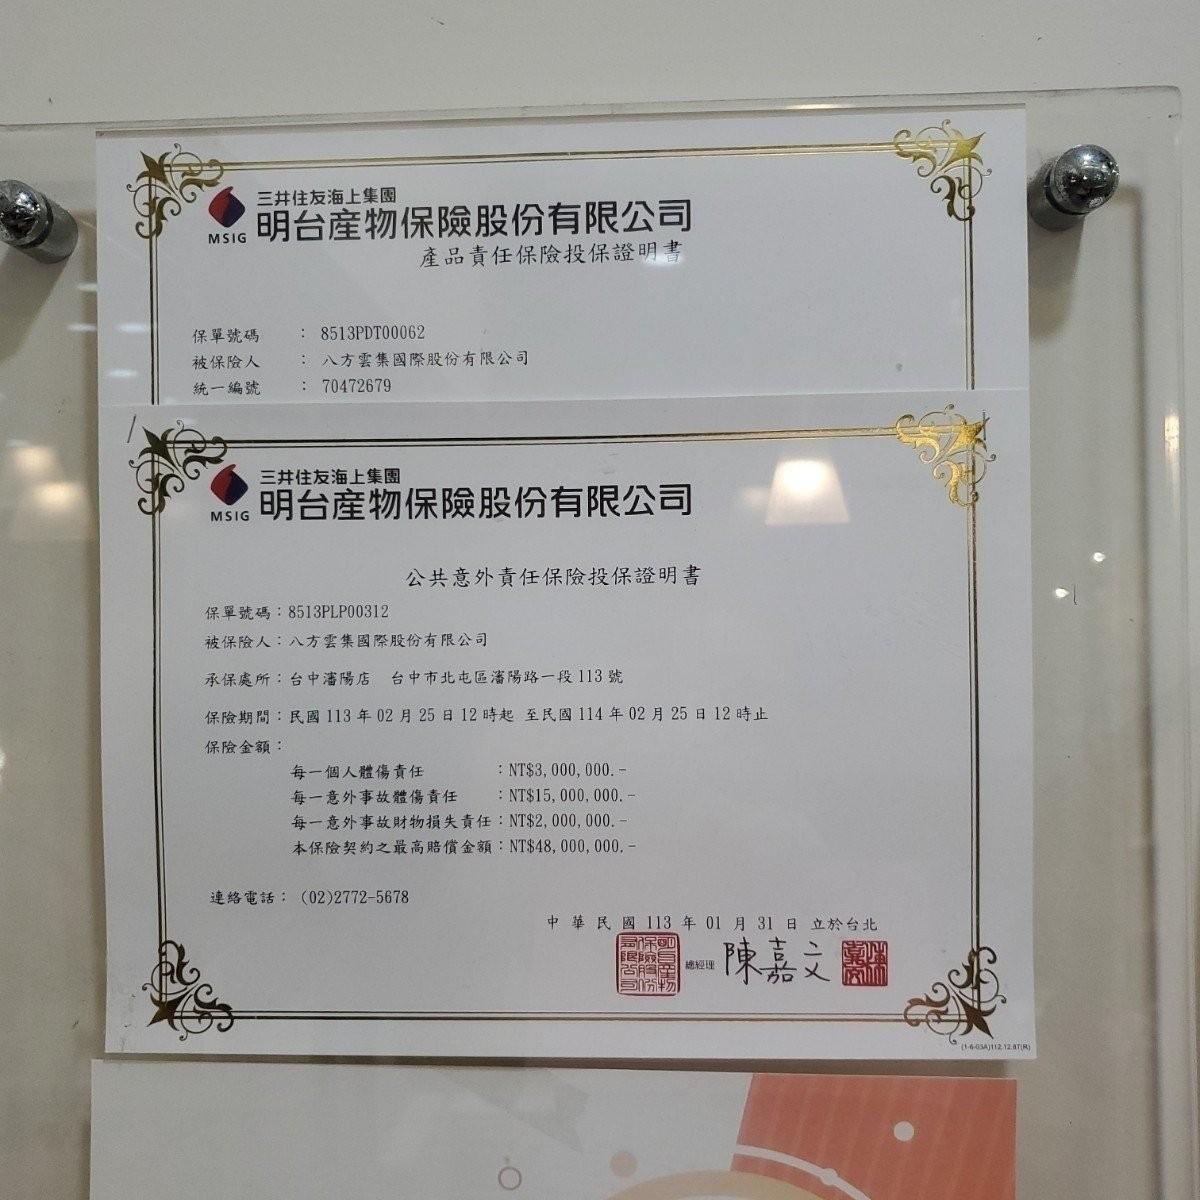 三井住友海上集團
MSIG 明台產物保險股份有限公司
產品責任保險投保證明書
保單號碼 : 8513PDT00062
被保險人 : 八方雲集國際股份有限公司
統一編號 : 70472679
三井住友海上集團
MSIG 明台產物保險股份有限公司
公共意外責任保險投保證明書
保單號碼：8513PLP00312
被保險人：八方雲集國際股份有限公司
承保處所：台中瀋陽店 台中市北屯區瀋陽路一段113號
保險期間：民國113年02月25日12時起 至民國114年02月25日12時止
保險金額：
每一個人體傷責任 ：NT$3,000,000.-
每一意外事故體傷責任 ：NT$15,000,000.-
每一意外事故財物損失責任：NT$2,000,000.-
本保險契約之最高賠償金額：NT$48,000,000.-
連絡電話： (02)2772-5678
中華民國113年01月31日 立於台北
總經理 陳嘉文
(1-6-03A)112.12.8T(R)